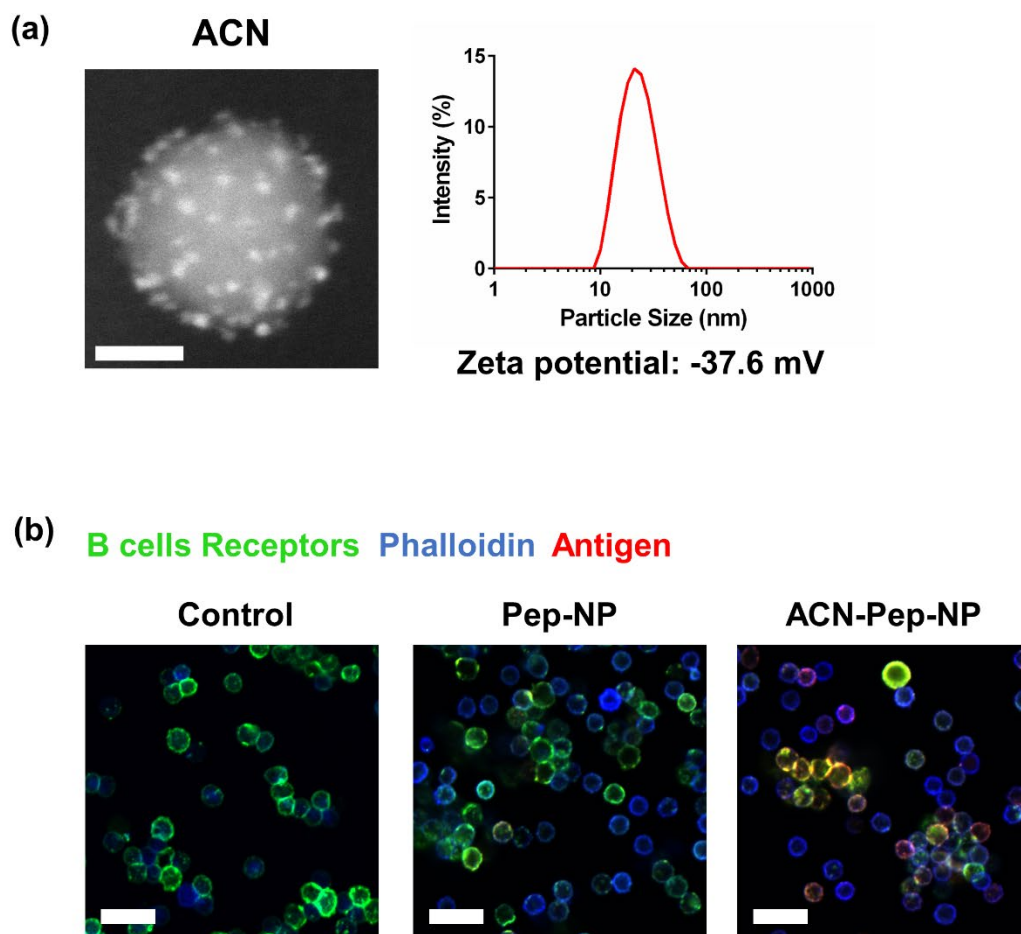 (a)
ACN
15
10
5
0
Intensity (%)
1 10 100 1000
Particle Size (nm)
Zeta potential: -37.6 mV
(b)
B cells Receptors Phalloidin Antigen
Control Pep-NP ACN-Pep-NP